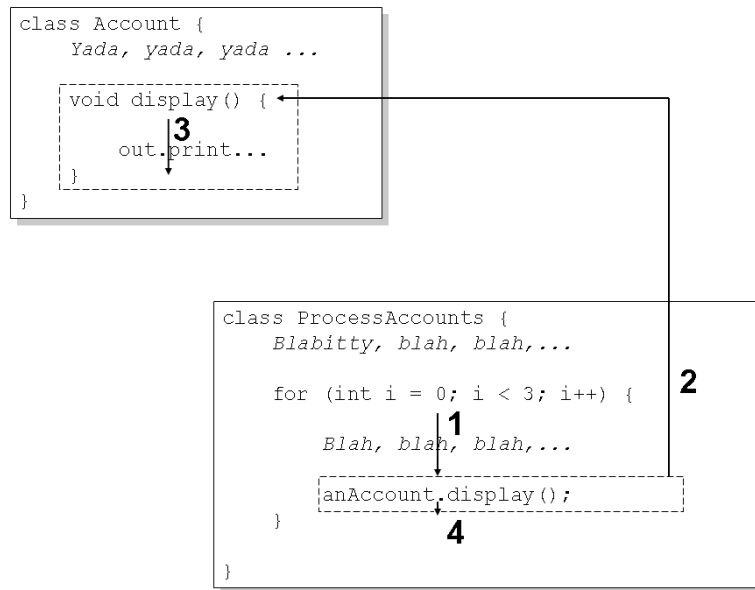 class Account {
Yada, yada, yada ...
void display() {
3
out.print...
}
}
class ProcessAccounts {
Blabitty, blah, blah,...
for (int i = 0; i < 3; i++) {
2
1
Blah, blah, blah,...
anAccount.display();
}
4
}